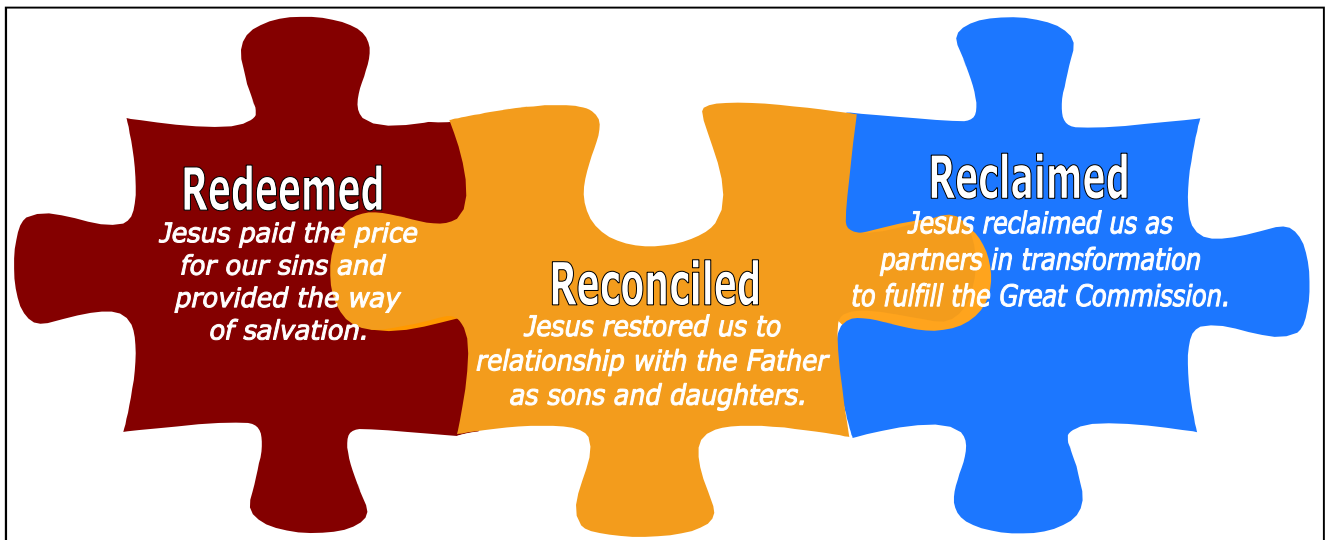 Redeemed
Jesus paid the price
for our sins and
provided the way
of salvation.
Reconciled
Jesus restored us to
relationship with the Father
as sons and daughters.
Reclaimed
Jesus reclaimed us as
partners in transformation
to fulfill the Great Commission.